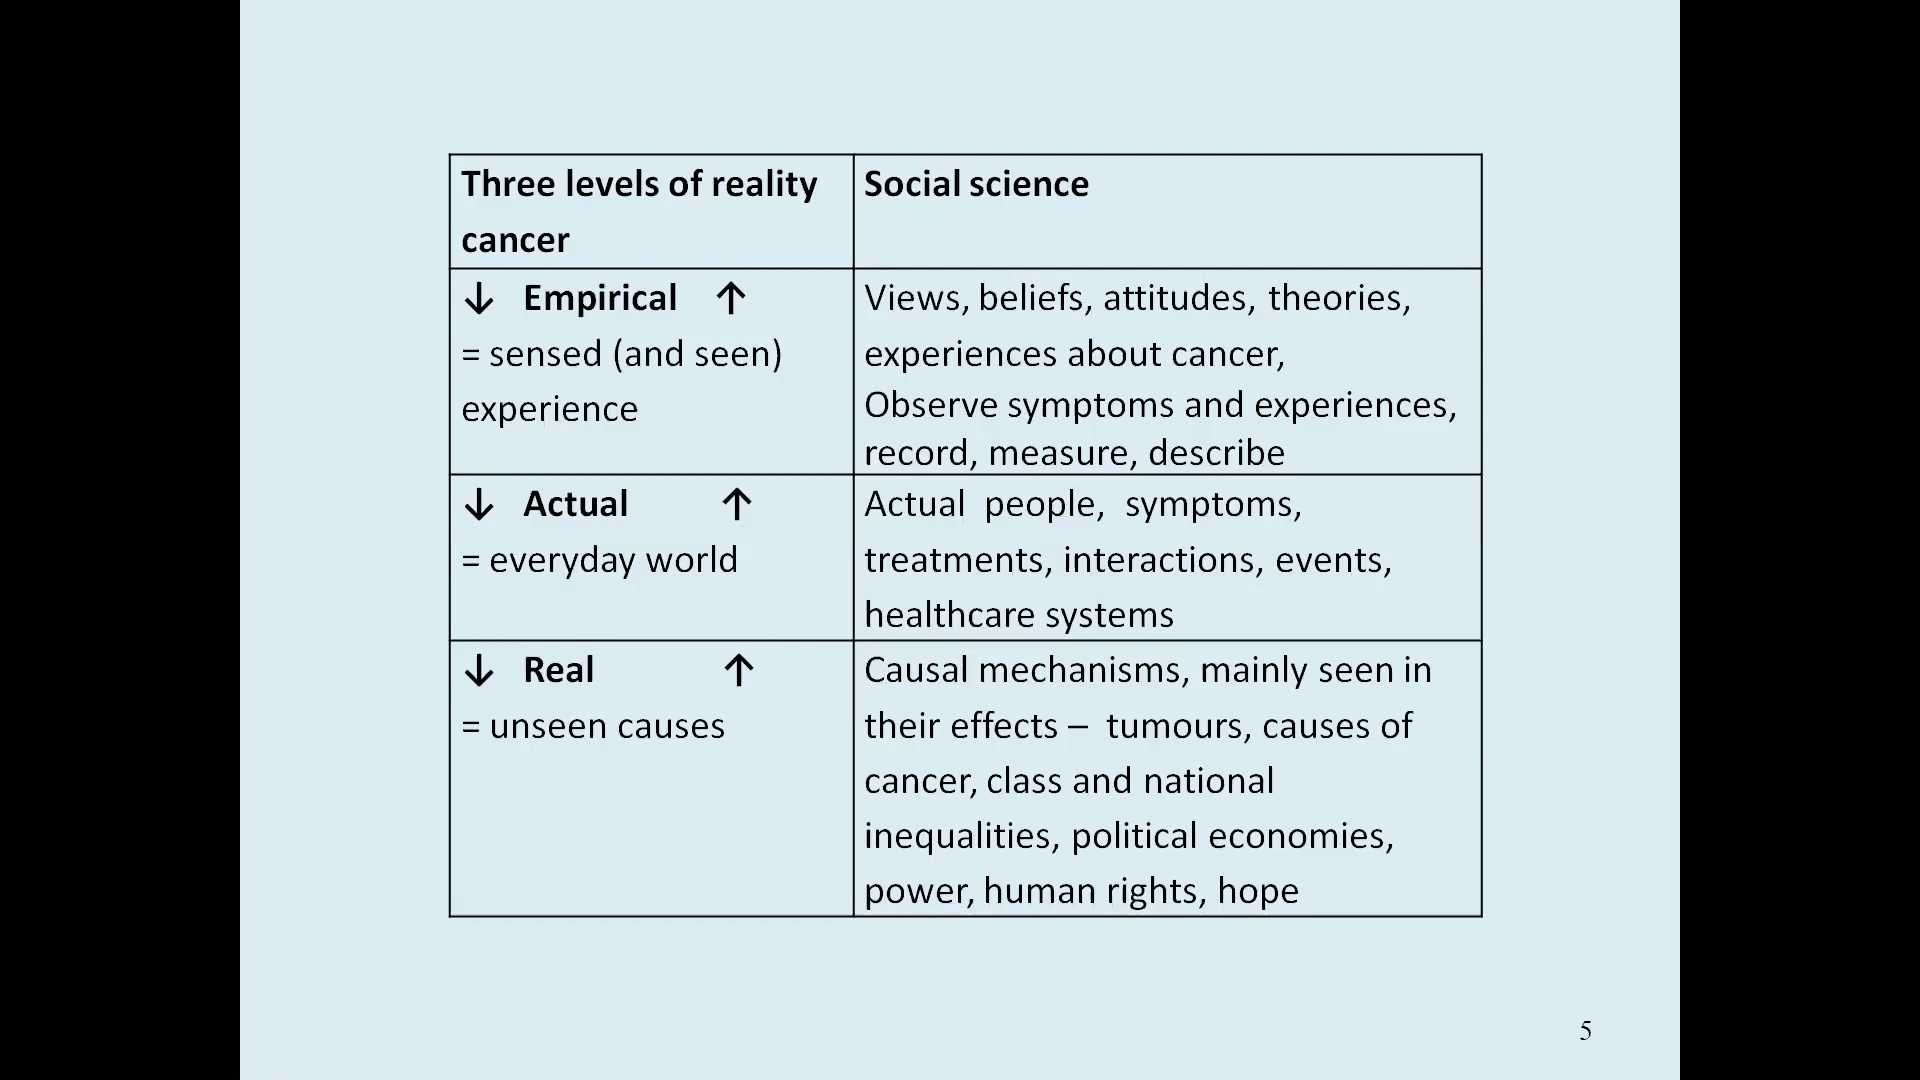 Three levels of reality
cancer
Social science
↓ Empirical ↑
= sensed (and seen)
experience
Views, beliefs, attitudes, theories,
experiences about cancer,
Observe symptoms and experiences,
record, measure, describe
↓ Actual ↑
= everyday world
Actual people, symptoms,
treatments, interactions, events,
healthcare systems
↓ Real ↑
= unseen causes
Causal mechanisms, mainly seen in
their effects – tumours, causes of
cancer, class and national
inequalities, political economies,
power, human rights, hope
5